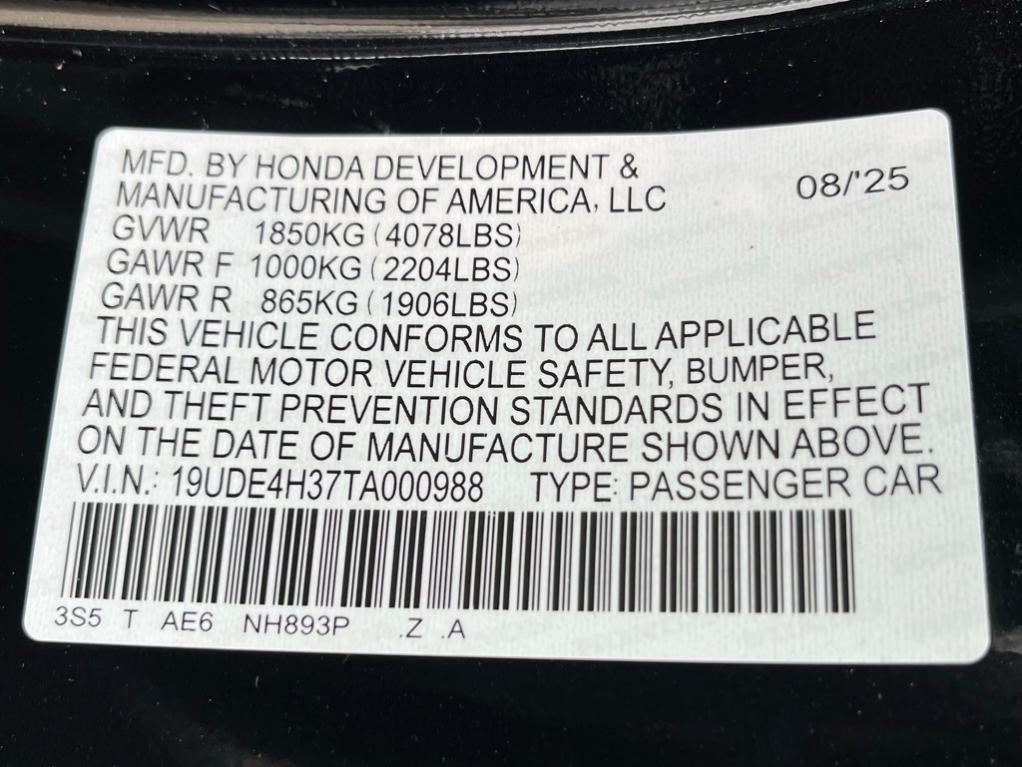 MFD. BY HONDA DEVELOPMENT &
MANUFACTURING OF AMERICA, LLC 08/'25
GVWR 1850KG (4078LBS)
GAWR F 1000KG (2204LBS)
GAWR R 865KG (1906LBS)
THIS VEHICLE CONFORMS TO ALL APPLICABLE
FEDERAL MOTOR VEHICLE SAFETY, BUMPER,
AND THEFT PREVENTION STANDARDS IN EFFECT
ON THE DATE OF MANUFACTURE SHOWN ABOVE.
V.I.N.: 19UDE4H37TA000988 TYPE: PASSENGER CAR
3S5 T AE6 NH893P .Z .A